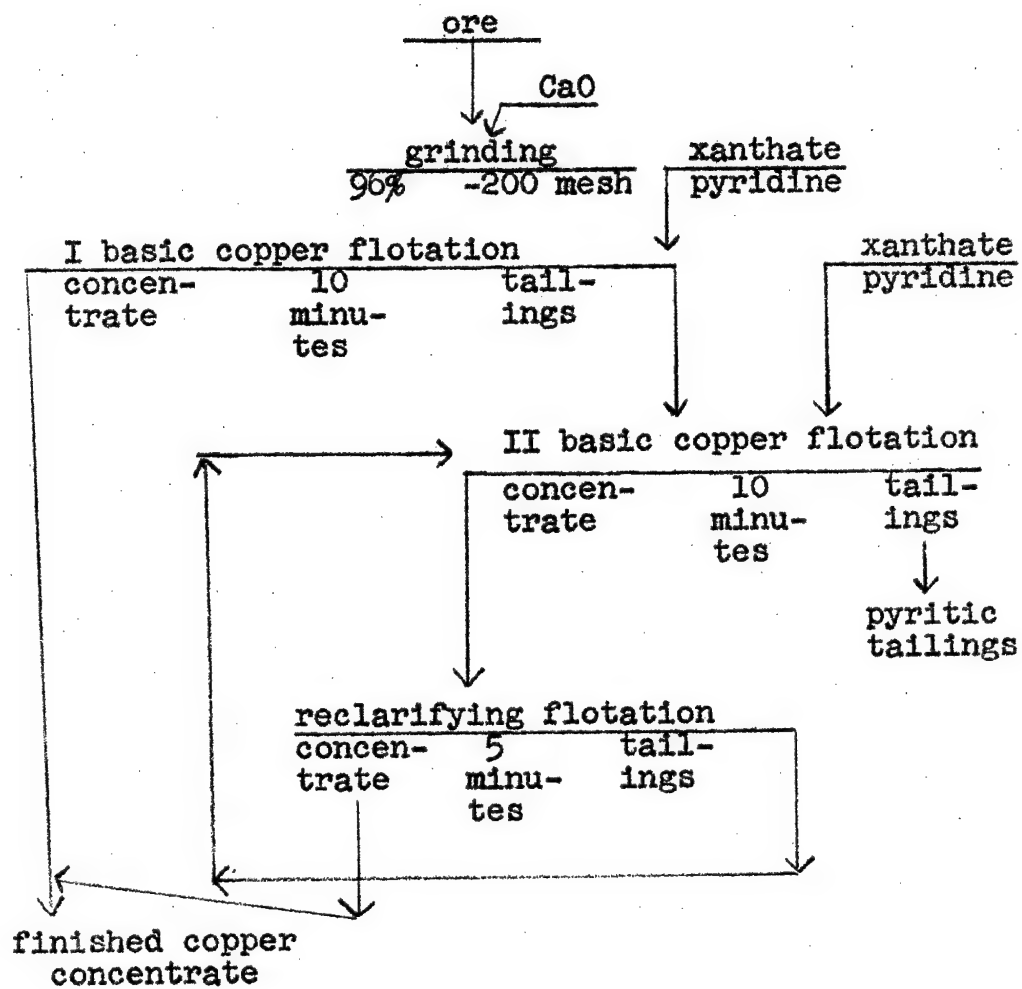 ore
CaO
grinding
96% -200 mesh
xanthate
pyridine
I basic copper flotation
concen-
trate
10
minu-
tes
tail-
ings
xanthate
pyridine
II basic copper flotation
concen-
trate
10
minu-
tes
tail-
ings
pyritic
tailings
reclarifying flotation
concen-
trate
5
minu-
tes
tail-
ings
finished copper
concentrate